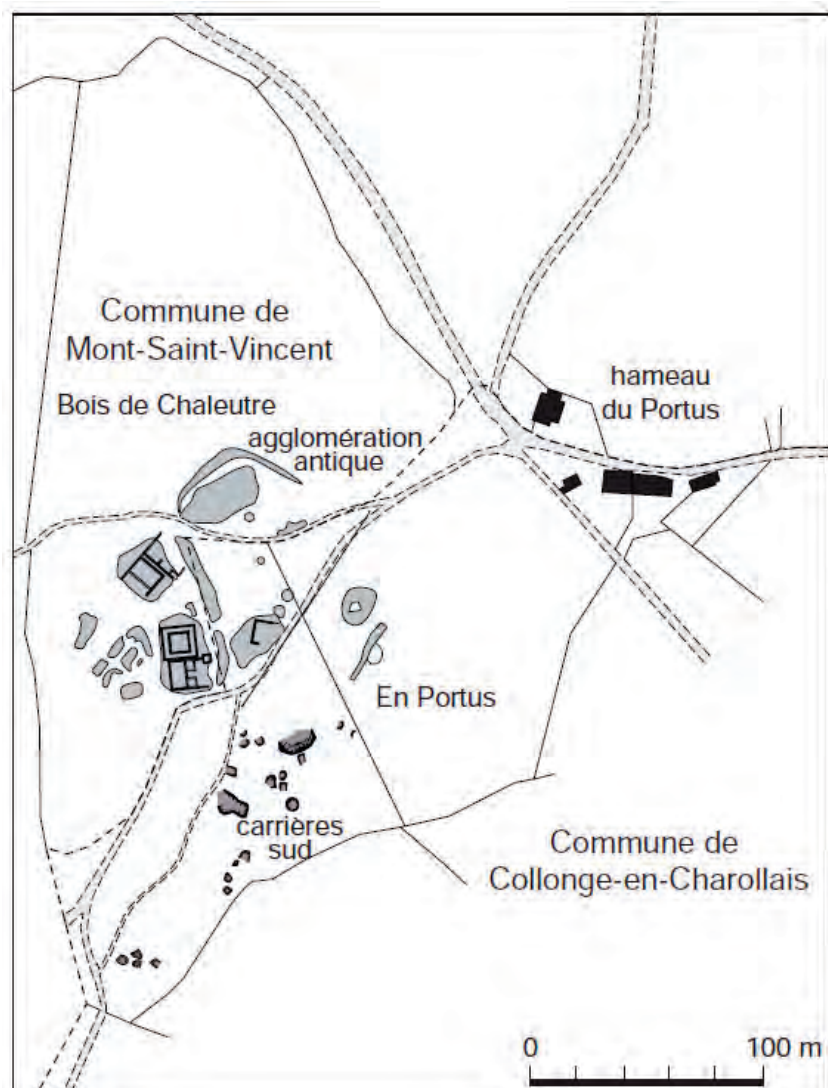 Commune de
Mont-Saint-Vincent
Bois de Chaleutre
agglomération
antique
hameau
du Portus
En Portus
carrières
sud
Commune de
Collonge-en-Charollais
0
100 m